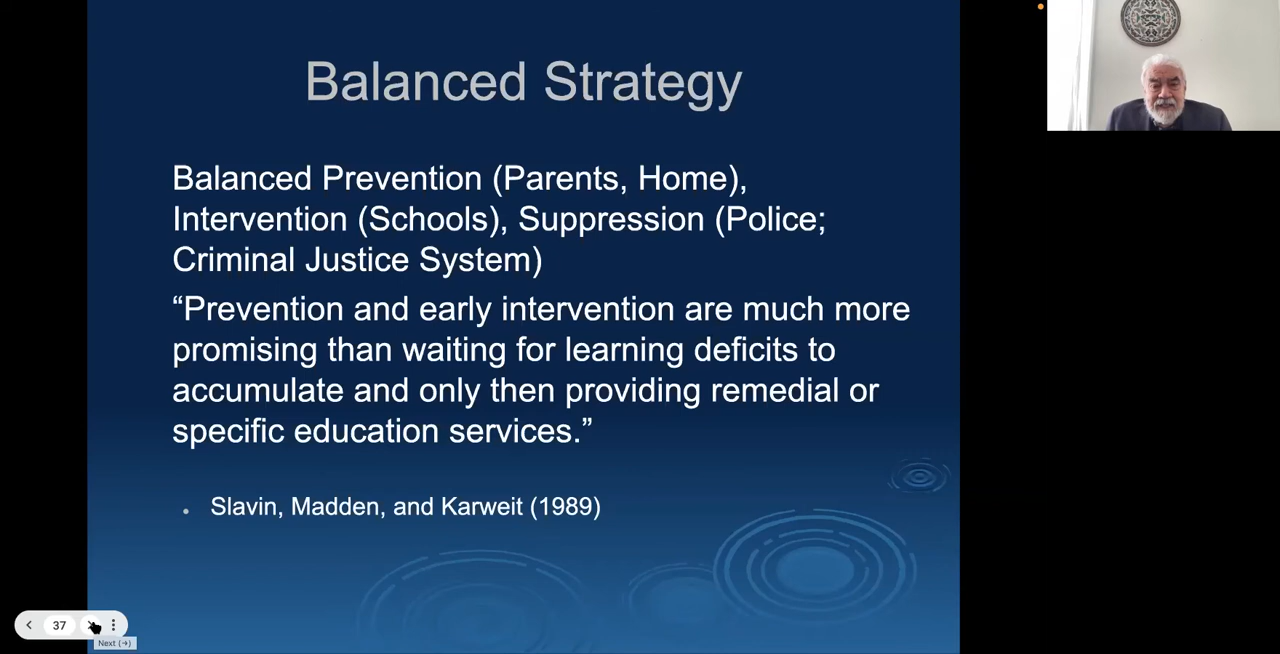 Balanced Strategy
Balanced Prevention (Parents, Home),
Intervention (Schools), Suppression (Police;
Criminal Justice System)
“Prevention and early intervention are much more
promising than waiting for learning deficits to
accumulate and only then providing remedial or
specific education services.”
• Slavin, Madden, and Karweit (1989)
37
Next (→)